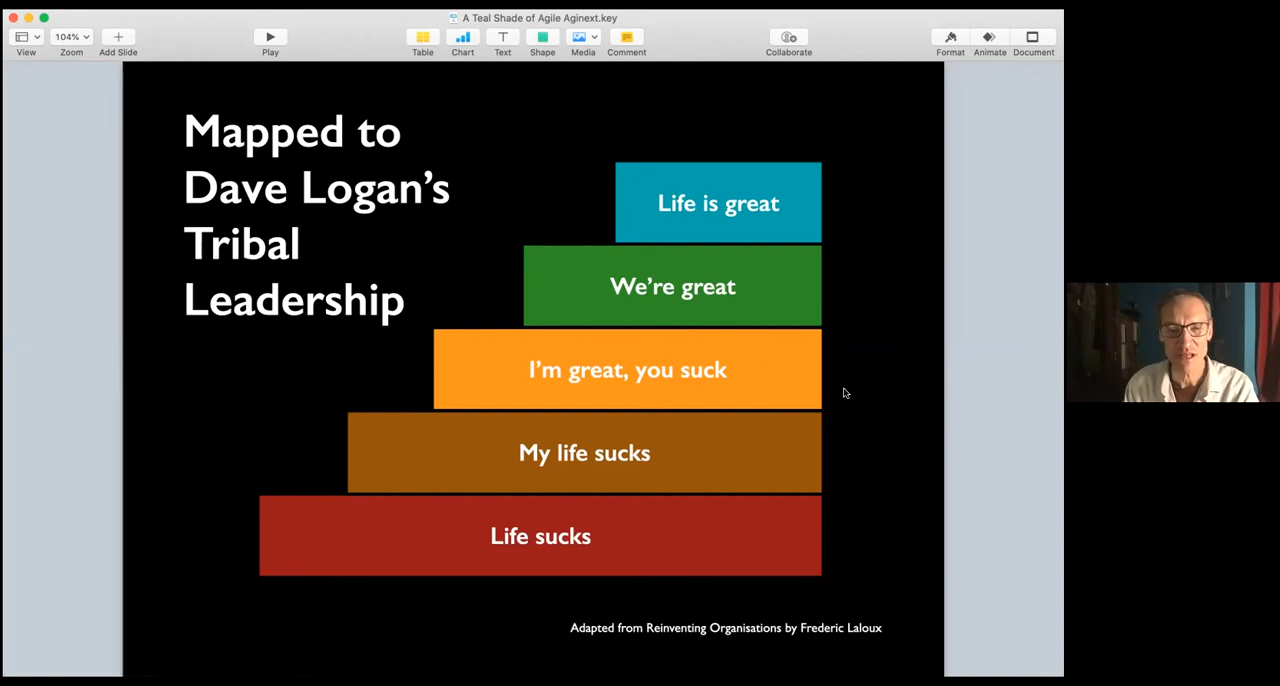 A Teal Shade of Agile Aginext.key
104%
View
Zoom
Add Slide
Play
Table
Chart
Text
Shape
Media
Comment
Collaborate
Format
Animate
Document
Mapped to
Dave Logan’s
Tribal
Leadership
Life is great
We’re great
I’m great, you suck
My life sucks
Life sucks
Adapted from Reinventing Organisations by Frederic Laloux